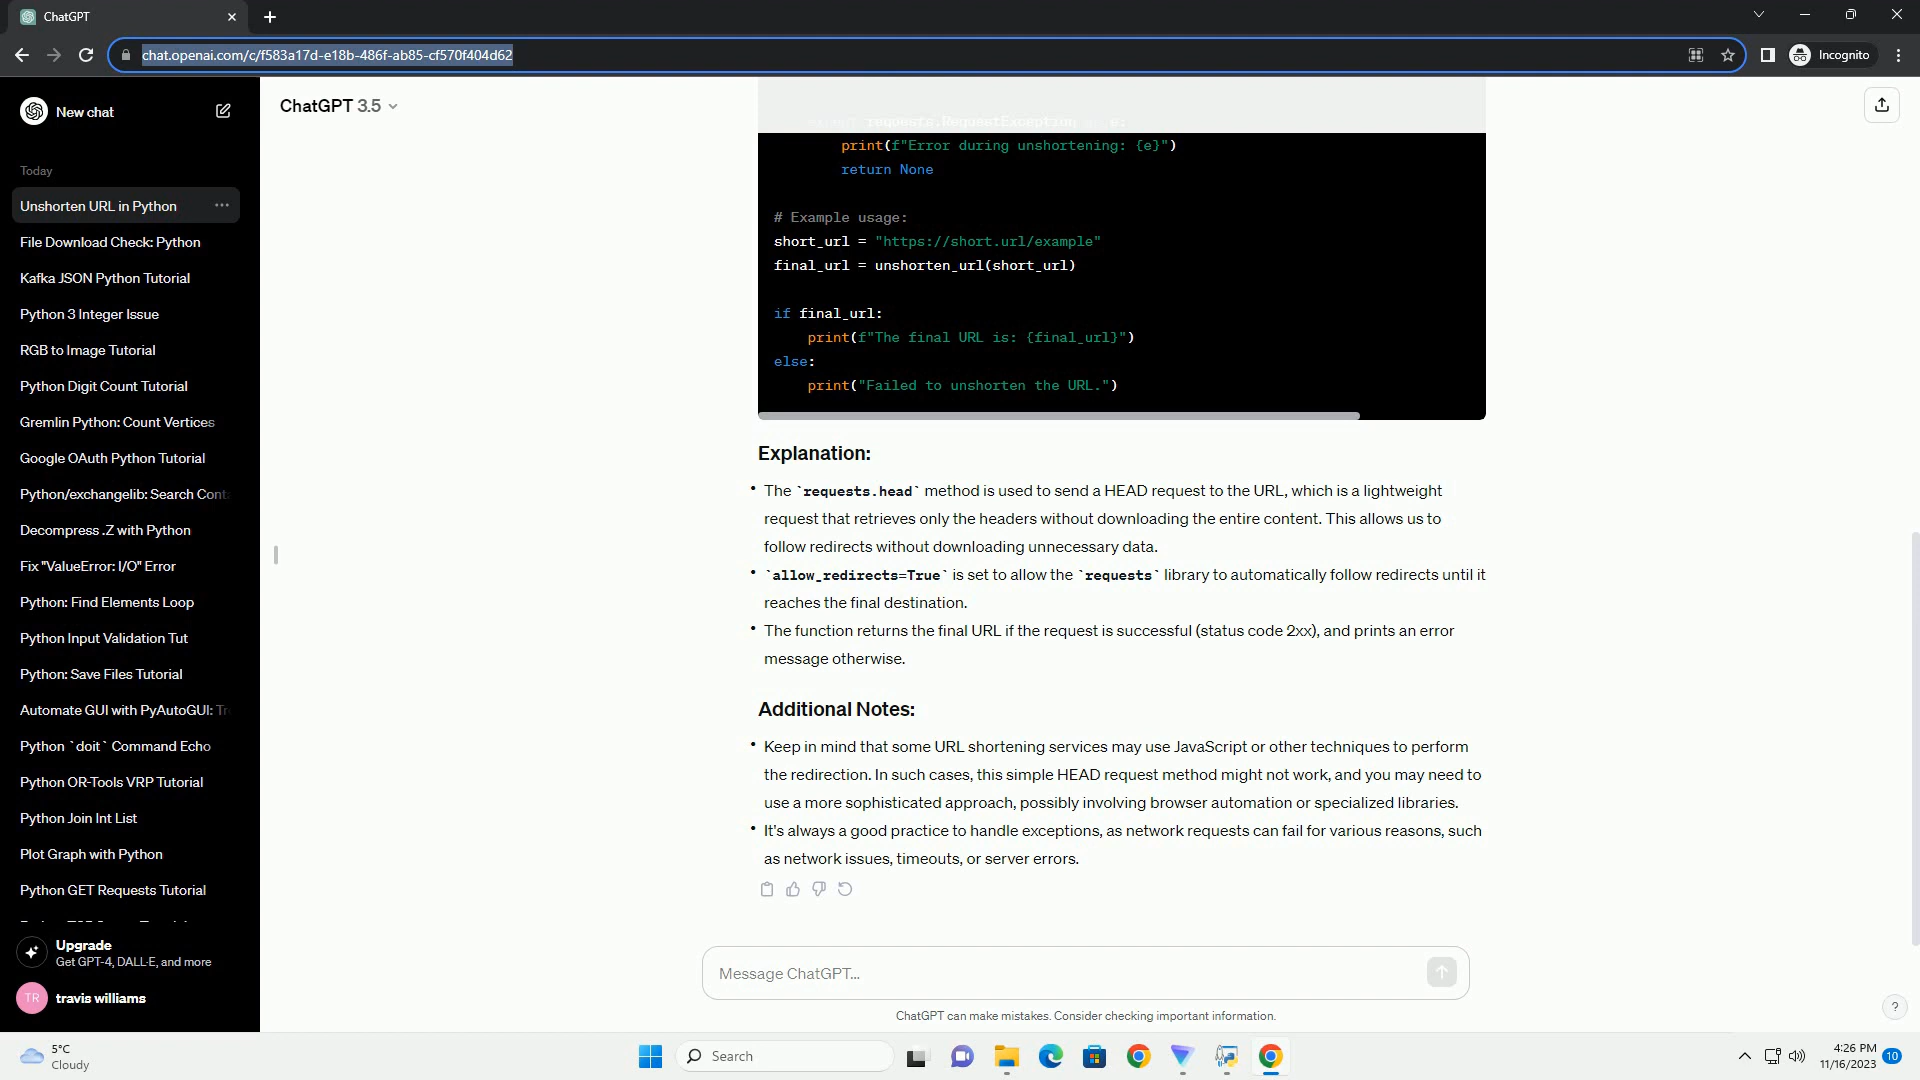 ChatGPT
chat.openai.com/c/f583a17d-e18b-486f-ab85-cf570f404d62
Incognito
New chat
Today
Unshorten URL in Python
File Download Check: Python
Kafka JSON Python Tutorial
Python 3 Integer Issue
RGB to Image Tutorial
Python Digit Count Tutorial
Gremlin Python: Count Vertices
Google OAuth Python Tutorial
Python/exchangelib: Search Conta
Decompress .Z with Python
Fix "ValueError: I/O" Error
Python: Find Elements Loop
Python Input Validation Tut
Python: Save Files Tutorial
Automate GUI with PyAutoGUI: Tr
Python `doit` Command Echo
Python OR-Tools VRP Tutorial
Python Join Int List
Plot Graph with Python
Python GET Requests Tutorial
Upgrade
Get GPT-4, DALL·E, and more
TR
travis williams
ChatGPT 3.5
requests.RequestException e:
print(f"Error during unshortening: {e}")
return None
# Example usage:
short_url = "https://short.url/example"
final_url = unshorten_url(short_url)
if final_url:
print(f"The final URL is: {final_url}")
else:
print("Failed to unshorten the URL.")
Explanation:
• The `requests.head` method is used to send a HEAD request to the URL, which is a lightweight
request that retrieves only the headers without downloading the entire content. This allows us to
follow redirects without downloading unnecessary data.
• `allow_redirects=True` is set to allow the `requests` library to automatically follow redirects until it
reaches the final destination.
• The function returns the final URL if the request is successful (status code 2xx), and prints an error
message otherwise.
Additional Notes:
• Keep in mind that some URL shortening services may use JavaScript or other techniques to perform
the redirection. In such cases, this simple HEAD request method might not work, and you may need to
use a more sophisticated approach, possibly involving browser automation or specialized libraries.
• It's always a good practice to handle exceptions, as network requests can fail for various reasons, such
as network issues, timeouts, or server errors.
Message ChatGPT...
ChatGPT can make mistakes. Consider checking important information.
?
5°C
Cloudy
Search
4:26 PM
11/16/2023
10